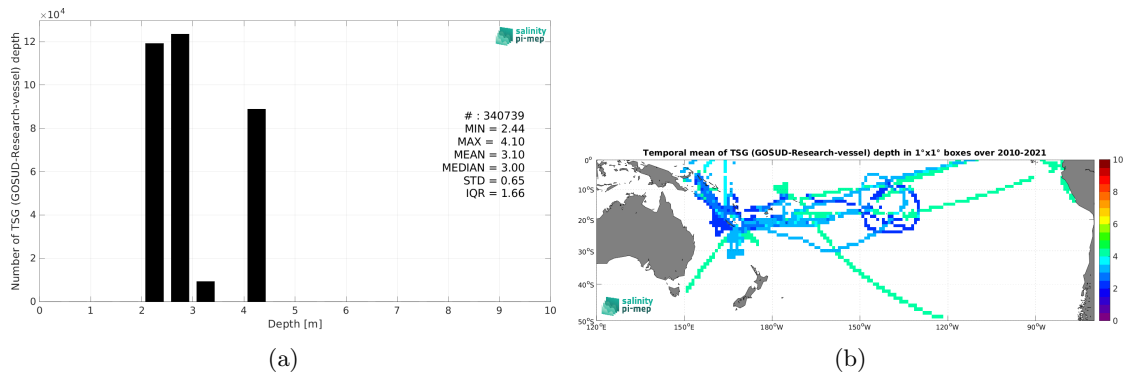 ×10⁴
12
10
8
6
4
2
0
0 1 2 3 4 5 6 7 8 9 10
Number of TSG (GOSUD-Research-vessel) depth
Depth [m]
salinity
pi-mep
# : 340739
MIN = 2.44
MAX = 4.10
MEAN = 3.10
MEDIAN = 3.00
STD = 0.65
IQR = 1.66
(a)
Temporal mean of TSG (GOSUD-Research-vessel) depth in 1°x1° boxes over 2010-2021
0°
10°S
20°S
30°S
40°S
50°S
120°E 150°E 180°W 150°W 120°W 90°W
salinity
pi-mep
10
8
6
4
2
0
(b)